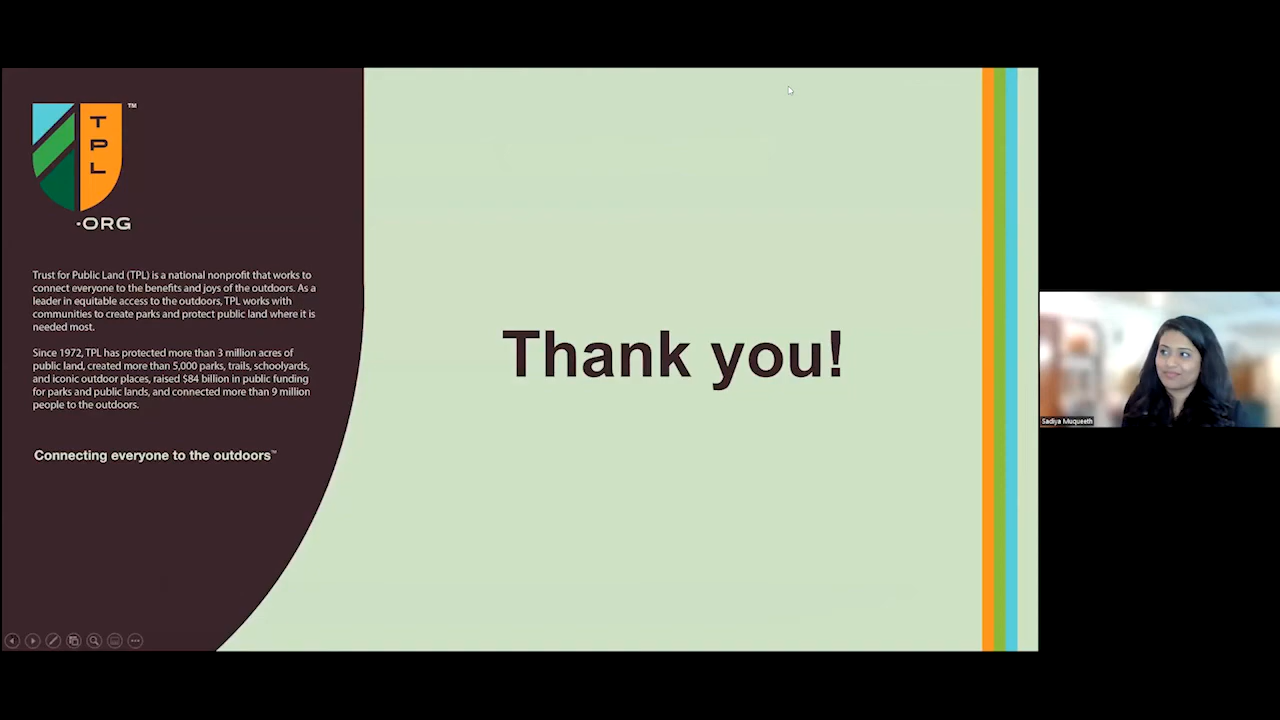 TM
T
P
L
·ORG
Trust for Public Land (TPL) is a national nonprofit that works to
connect everyone to the benefits and joys of the outdoors. As a
leader in equitable access to the outdoors, TPL works with
communities to create parks and protect public land where it is
needed most.
Since 1972, TPL has protected more than 3 million acres of
public land, created more than 5,000 parks, trails, schoolyards,
and iconic outdoor places, raised $84 billion in public funding
for parks and public lands, and connected more than 9 million
people to the outdoors.
Connecting everyone to the outdoors™
Thank you!
Sadiya Muqueeth